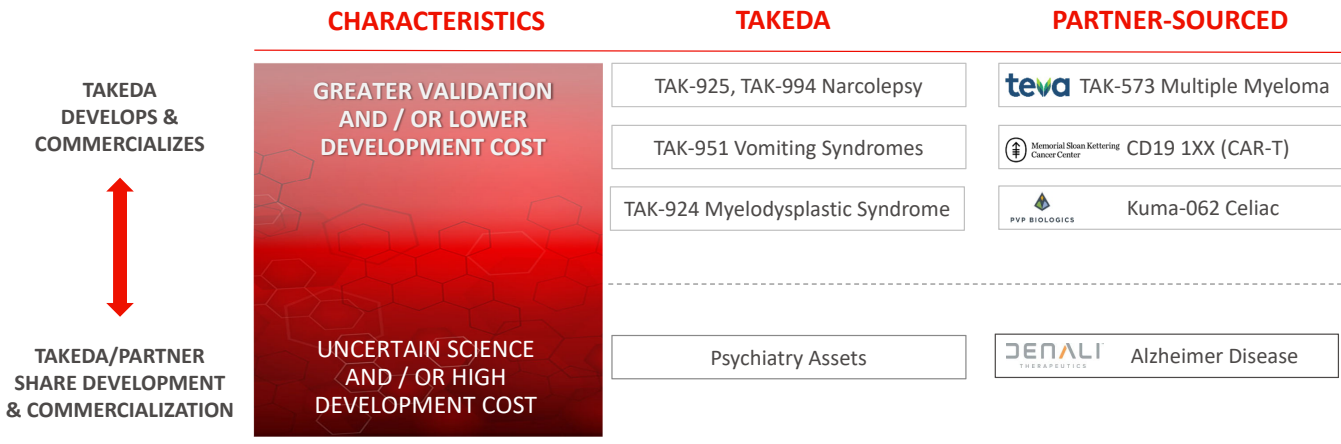 CHARACTERISTICS
TAKEDA
PARTNER-SOURCED
TAKEDA
DEVELOPS &
COMMERCIALIZES
GREATER VALIDATION
AND / OR LOWER
DEVELOPMENT COST
TAK-925, TAK-994 Narcolepsy
teva TAK-573 Multiple Myeloma
TAK-951 Vomiting Syndromes
Memorial Sloan Kettering
Cancer Center
CD19 1XX (CAR-T)
TAK-924 Myelodysplastic Syndrome
PVP BIOLOGICS
Kuma-062 Celiac
TAKEDA/PARTNER
SHARE DEVELOPMENT
& COMMERCIALIZATION
UNCERTAIN SCIENCE
AND / OR HIGH
DEVELOPMENT COST
Psychiatry Assets
DENALI
THERAPEUTICS
Alzheimer Disease